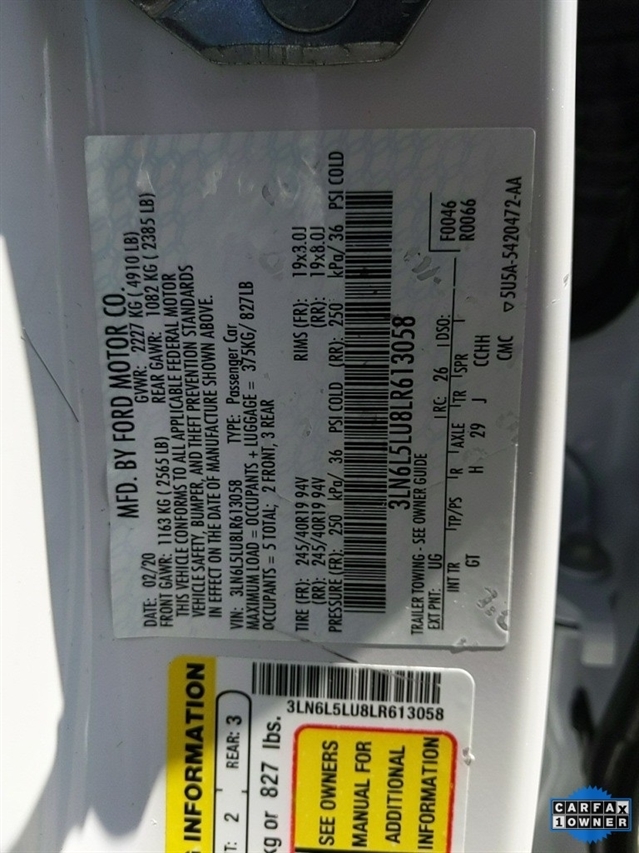 MFD. BY FORD MOTOR CO.
DATE: 02/20 GVWR: 2227 KG ( 4910 LB)
FRONT GAWR: 1163 KG ( 2565 LB) REAR GAWR: 1082 KG ( 2385 LB)
THIS VEHICLE CONFORMS TO ALL APPLICABLE FEDERAL MOTOR
VEHICLE SAFETY, BUMPER, AND THEFT PREVENTION STANDARDS
IN EFFECT ON THE DATE OF MANUFACTURE SHOWN ABOVE.
VIN: 3LN6L5LU8LR613058 TYPE: Passenger Car
MAXIMUM LOAD = OCCUPANTS + LUGGAGE = 375KG/ 827LB
OCCUPANTS = 5 TOTAL; 2 FRONT, 3 REAR
TIRE (FR): 245/40R19 94V RIMS (FR): 19x8.0J
(RR): 245/40R19 94V (RR): 19x8.0J
PRESSURE (FR): 250 kPa/ 36 PSI COLD (RR): 250 kPa/ 36 PSI COLD
3LN6L5LU8LR613058
TRAILER TOWING - SEE OWNER GUIDE
EXT PNT: UG RC: 26 DSO: F0046
R0066
INT TR TP/PS R AXLE TR SPR
GT H 29 J CCHH
CMC
▽5U5A-5420472-AA
G INFORMATION
T: 2 REAR: 3
kg or 827 lbs.
3LN6L5LU8LR613058
SEE OWNERS
MANUAL FOR
ADDITIONAL
INFORMATION
CARFAX
1 OWNER